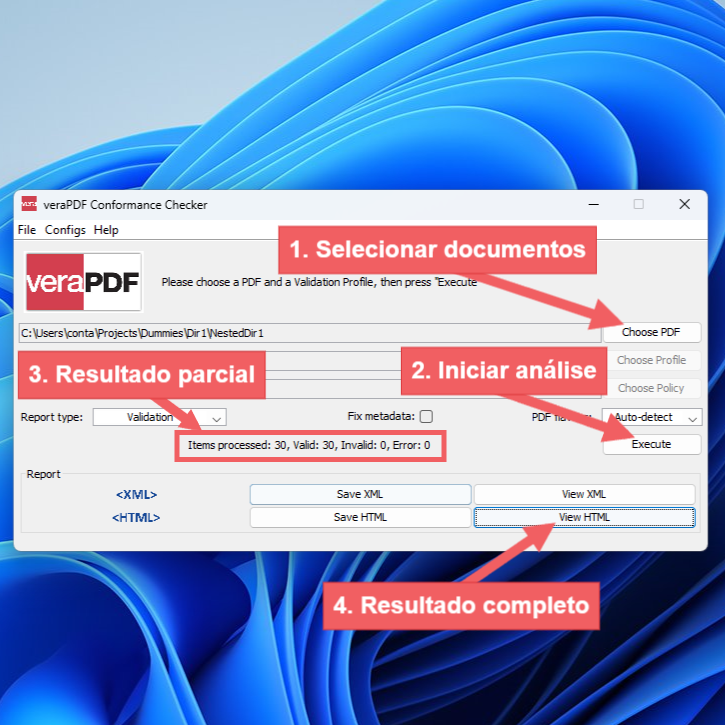 vera veraPDF Conformance Checker
File Configs Help
1. Selecionar documentos
veraPDF
Please choose a PDF and a Validation Profile, then press "Execute
C:\Users\conta\Projects\Dummies\Dir1\NestedDir1
Choose PDF
Choose Profile
3. Resultado parcial
2. Iniciar análise
Choose Policy
Report type: Validation Fix metadata: PDF Auto-detect
Items processed: 30, Valid: 30, Invalid: 0, Error: 0
Execute
Report
<XML> Save XML View XML
<HTML> Save HTML View HTML
4. Resultado completo